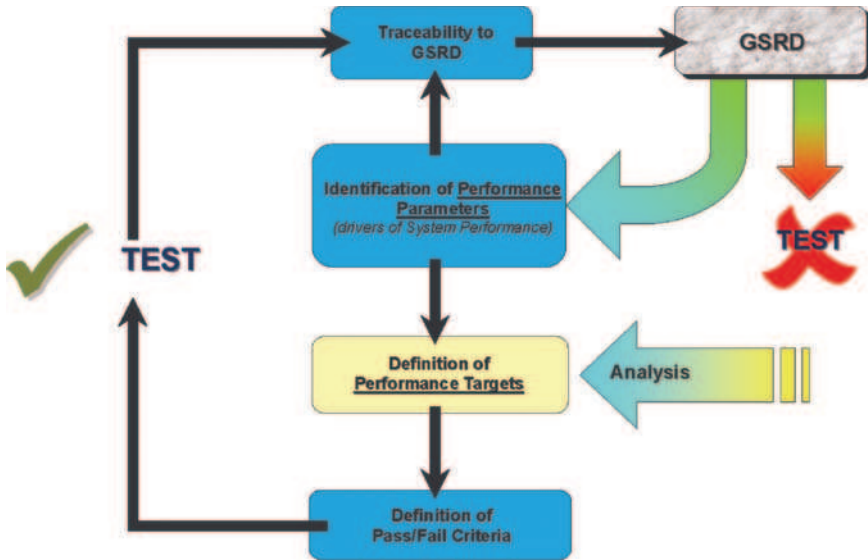 Traceability to
GSRD
GSRD
Identification of Performance
Parameters
(drivers of System Performance)
TEST
TEST
Definition of
Performance Targets
Analysis
Definition of
Pass/Fail Criteria